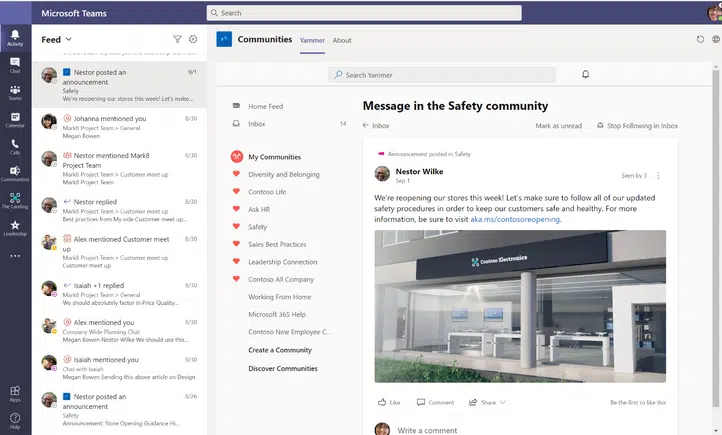 Microsoft Teams
Search
Activity
Chat
Teams
Calendar
Calls
Communities
The Landing
Leadership
Apps
Help
Feed
Nestor posted an announcement
9/1
Safety
We're reopening our stores this week! Let's make...
Johanna mentioned you
8/30
Mark8 Project Team > General
Megan Bowen
Nestor mentioned Mark8 Project Team
8/30
Mark8 Project Team > Customer meet up
Mark8 Project Team
Nestor replied
8/30
Mark8 Project Team > Customer meet up
Best practices from My side Customer meet up...
Alex mentioned Customer meet up
8/30
Mark8 Project Team > Customer meet up
Customer meet up
Isaiah +1 replied
8/30
Mark8 Project Team > General
We should absolutely factor in Price Quality...
Alex mentioned you
8/30
Company Wide Planning Chat
Megan Bowen Nestor Wilke We should use this...
Isaiah mentioned you
8/30
Chat with Isaiah
Megan Bowen Sending this above article on Design
Nestor posted an announcement
8/26
Safety
Announcement: Store Opening Guidance Hi...
Communities
Yammer
About
Search Yammer
Home Feed
Inbox
14
My Communities
Diversity and Belonging
Contoso Life
Ask HR
Safety
Sales Best Practices
Leadership Connection
Contoso All Company
Working From Home
Microsoft 365 Help
Contoso New Employee C...
Create a Community
Discover Communities
Message in the Safety community
Inbox
Mark as unread
Stop Following in Inbox
Announcement posted in Safety
Nestor Wilke
Sep 1
Seen by 3
We're reopening our stores this week! Let's make sure to follow all of our updated
safety procedures in order to keep our customers safe and healthy. For more
information, be sure to visit aka.ms/contosoreopening.
Contoso Electronics
Like
Comment
Share
Be the first to like this
Write a comment